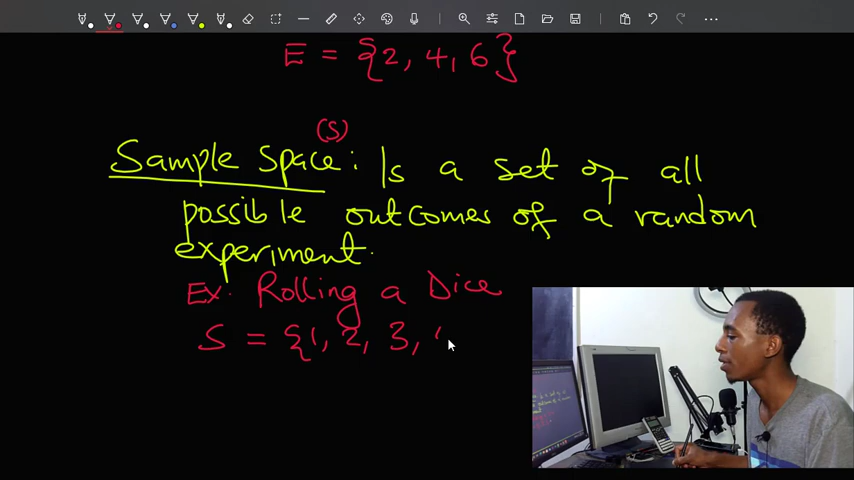 E = {2, 4, 6}
(S)
Sample Space: Is a set of all
possible outcomes of a random
experiment.
Ex: Rolling a Dice
S = {1, 2, 3,